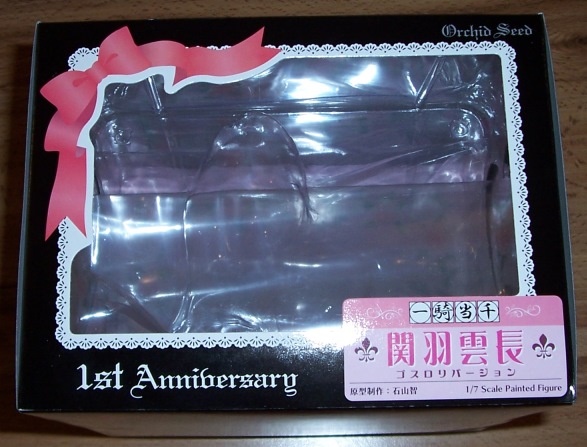 Orchid Seed
1st Anniversary
一騎当千
関羽雲長
ゴスロリバージョン
原型制作:石山智
1/7 Scale Painted Figure